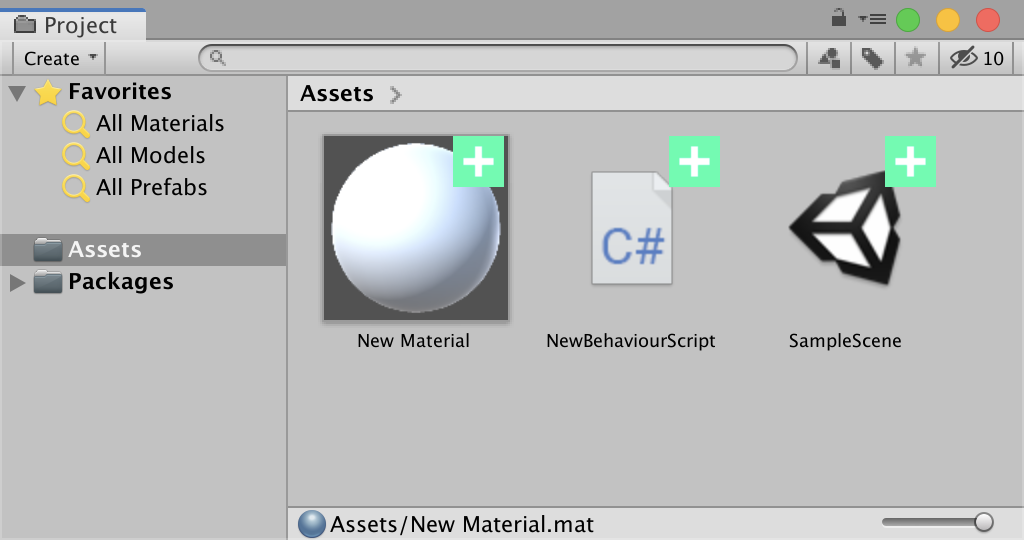 Project
Create
10
Favorites
All Materials
All Models
All Prefabs
Assets
Packages
Assets
C#
New Material
NewBehaviourScript
SampleScene
Assets/New Material.mat